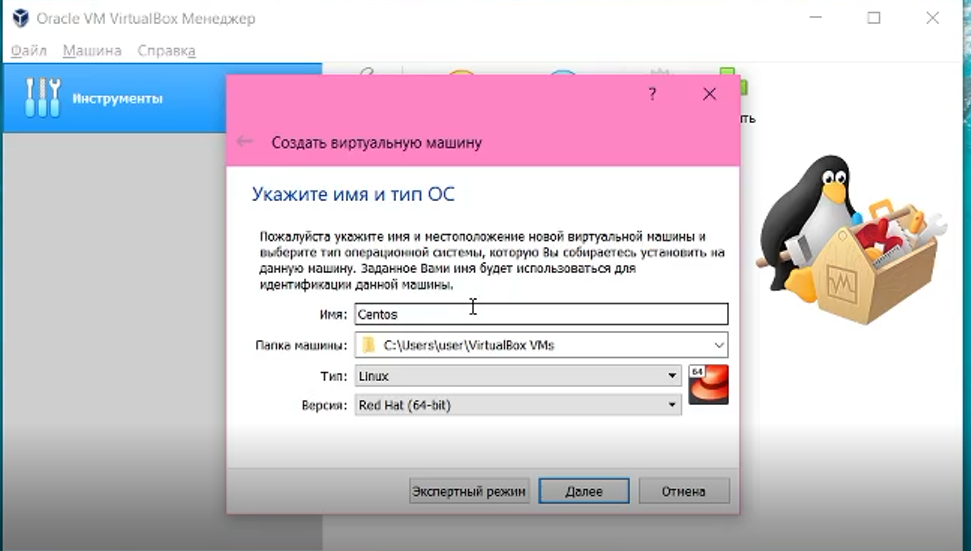 Oracle VM VirtualBox Менеджер
Файл Машина Справка
Инструменты
ть
?
Создать виртуальную машину
Укажите имя и тип ОС
Пожалуйста укажите имя и местоположение новой виртуальной машины и
выберите тип операционной системы, которую Вы собираетесь установить на
данную машину. Заданное Вами имя будет использоваться для
идентификации данной машины.
Имя: Centos
Папка машины: C:\Users\user\VirtualBox VMs
Тип: Linux
64
Версия: Red Hat (64-bit)
Экспертный режим Далее Отмена